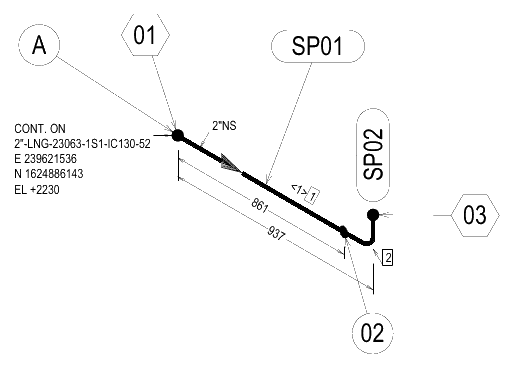 A
01
SP01
2"NS
SP02
CONT. ON
2"-LNG-23063-1S1-IC130-52
E 239621536
N 1624886143
EL +2230
<1>
1
861
937
03
2
02